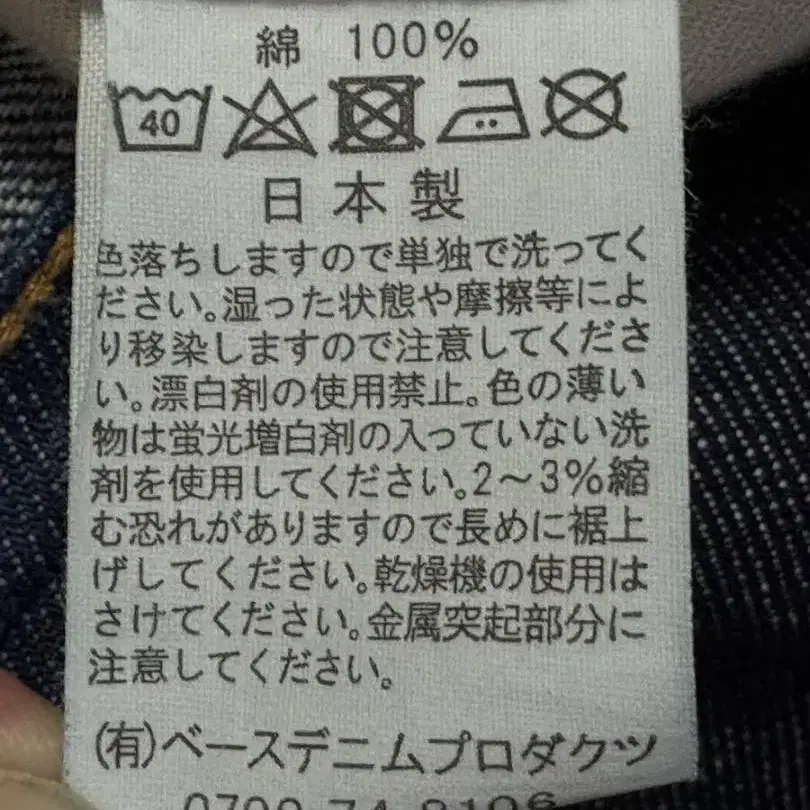 綿 100%
40
日本製
色落ちしますので単独で洗ってく
ださい。湿った状態や摩擦等によ
り移染しますので注意してくださ
い。漂白剤の使用禁止。色の薄い
物は蛍光増白剤の入っていない洗
剤を使用してください。2〜3%縮
む恐れがありますので長めに裾上
げしてください。乾燥機の使用は
さけてください。金属突起部分に
注意してください。
(有)ベースデニムプロダクツ